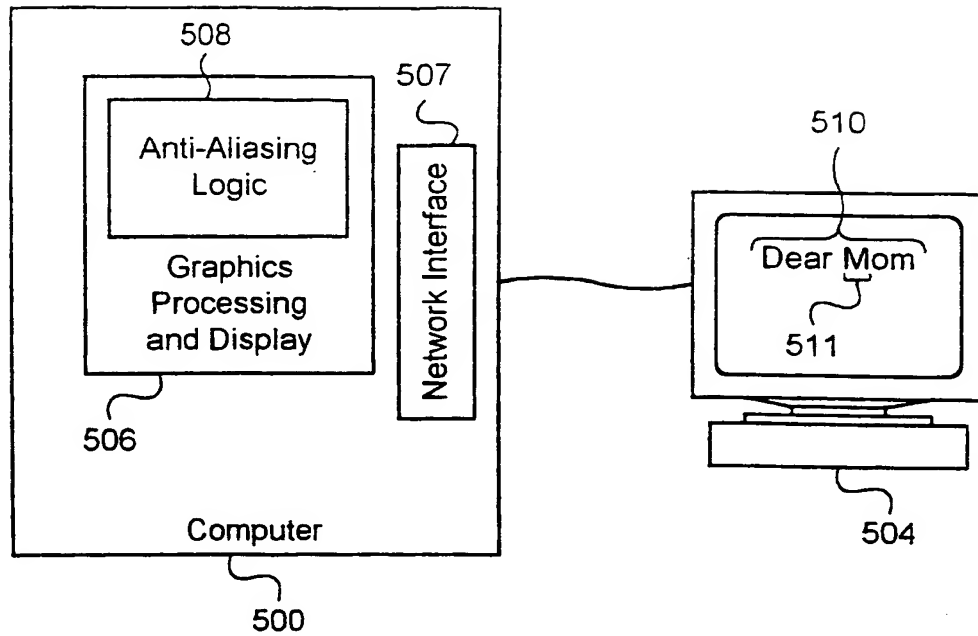 508
507
Anti-Aliasing
Logic
Graphics
Processing
and Display
Network Interface
506
Computer
500
510
Dear Mom
511
504